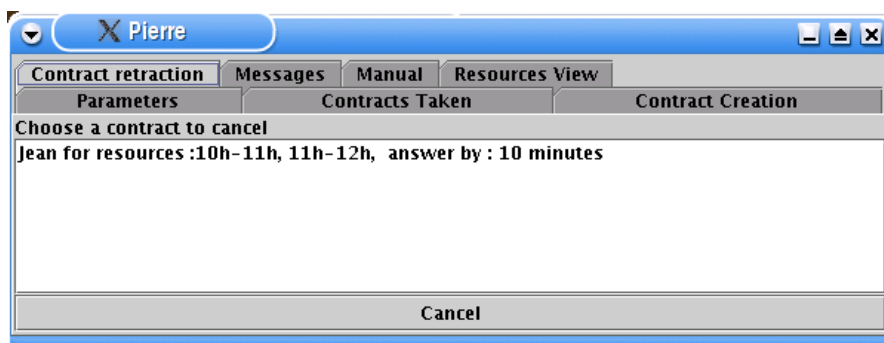 Pierre
Contract retraction Messages Manual Resources View
Parameters Contracts Taken Contract Creation
Choose a contract to cancel
Jean for resources :10h-11h, 11h-12h,  answer by : 10 minutes
Cancel